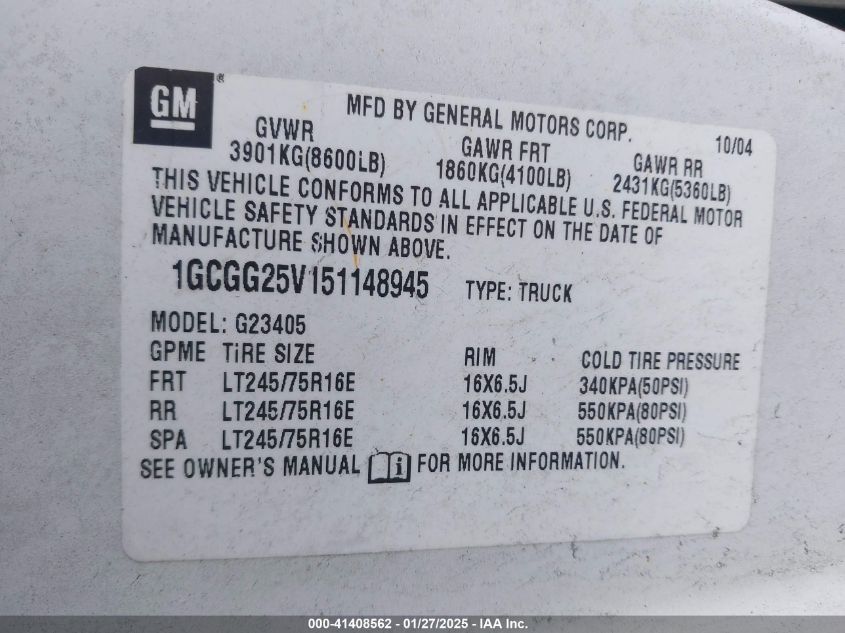 GM®
MFD BY GENERAL MOTORS CORP. 10/04
GVWR GAWR FRT GAWR RR
3901KG(8600LB) 1860KG(4100LB) 2431KG(5360LB)
THIS VEHICLE CONFORMS TO ALL APPLICABLE U.S. FEDERAL MOTOR
VEHICLE SAFETY STANDARDS IN EFFECT ON THE DATE OF
MANUFACTURE SHOWN ABOVE.
1GCGG25V151148945 TYPE: TRUCK
MODEL: G23405
GPME TIRE SIZE RIM COLD TIRE PRESSURE
FRT LT245/75R16E 16X6.5J 340KPA(50PSI)
RR LT245/75R16E 16X6.5J 550KPA(80PSI)
SPA LT245/75R16E 16X6.5J 550KPA(80PSI)
SEE OWNER'S MANUAL i FOR MORE INFORMATION.
000-41408562 - 01/27/2025 - IAA Inc.